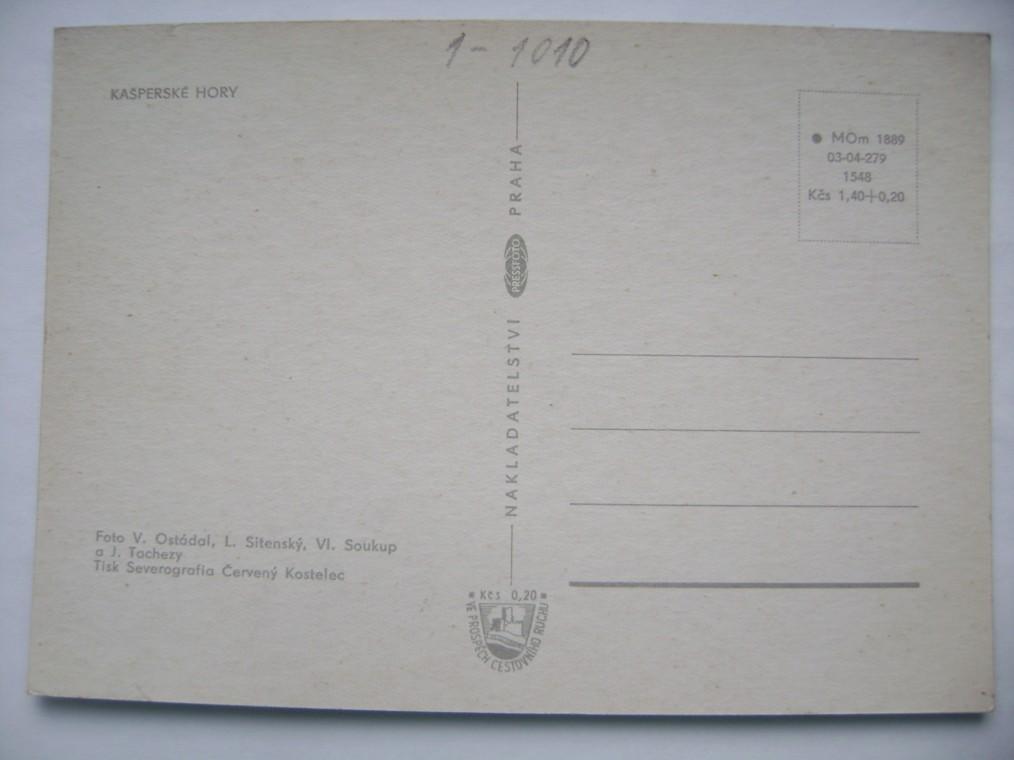 1- 1010
KAŠPERSKÉ HORY
● MOm 1889
03-04-279
1548
Kčs 1,40+0,20
NAKLADATELSTVÍ PRESSFOTO PRAHA
Foto V. Ostádal, L. Sitenský, Vl. Soukup
a J. Tachezy
Tisk Severografia Červený Kostelec
Kčs 0,20
VE PROSPĚCH CESTOVNÍHO RUCHU